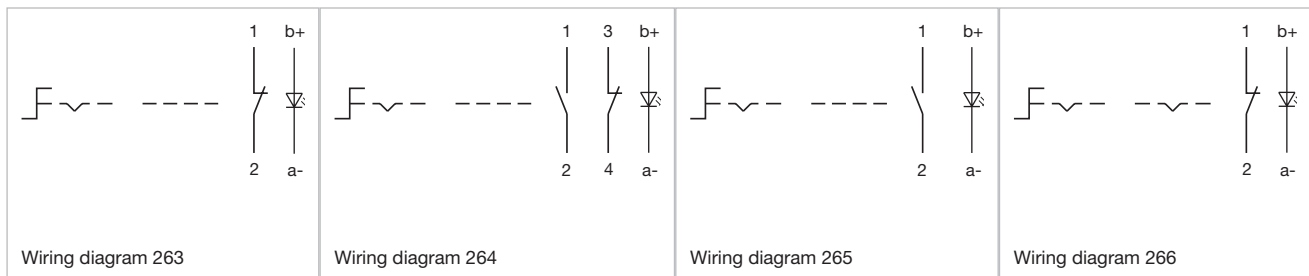 1 b+ 1 3 b+ 1 b+ 1 b+
2 a- 2 4 a- 2 a- 2 a-
Wiring diagram 263 Wiring diagram 264 Wiring diagram 265 Wiring diagram 266